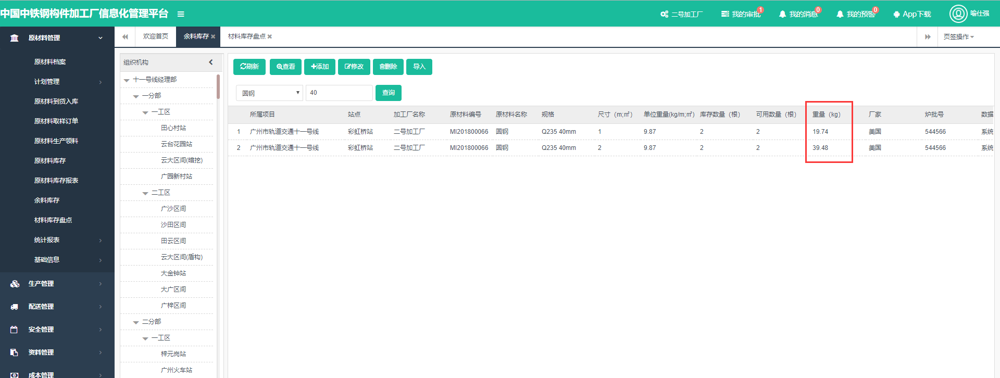 中国中铁钢构件加工厂信息化管理平台
二号加工厂
我的审批
1
我的消息
0
我的预警
0
App下载
喻仕强
原材料管理
原材料档案
计划管理
原材料到货入库
原材料取样订单
原材料生产领料
原材料库存
原材料库存报表
余料库存
材料库存盘点
统计报表
基础信息
生产管理
配送管理
安全管理
资料管理
成本管理
欢迎首页
余料库存
材料库存盘点
页签操作
组织机构
十一号线经理部
一分部
一工区
田心村站
云台花园站
云大区间(暗挖)
广园新村站
二工区
广沙区间
沙田区间
田云区间
云大区间(盾构)
大金钟站
大广区间
广梓区间
二分部
一工区
梓元岗站
广州火车站
刷新 查看 添加 修改 删除 导入
圆钢 40 查询
所属项目 站点 加工厂名称 原材料编号 原材料名称 规格 尺寸（m;㎡） 单位重量(kg/m;㎡) 库存数量（根） 可用数量（根） 重量（kg） 厂家 炉批号 数据
1 广州市轨道交通十一号线 彩虹桥站 二号加工厂 MI201800066 圆钢 Q235 40mm 1 9.87 2 2 19.74 美国 544566 系统
2 广州市轨道交通十一号线 彩虹桥站 二号加工厂 MI201800066 圆钢 Q235 40mm 2 9.87 2 2 39.48 美国 544566 系统